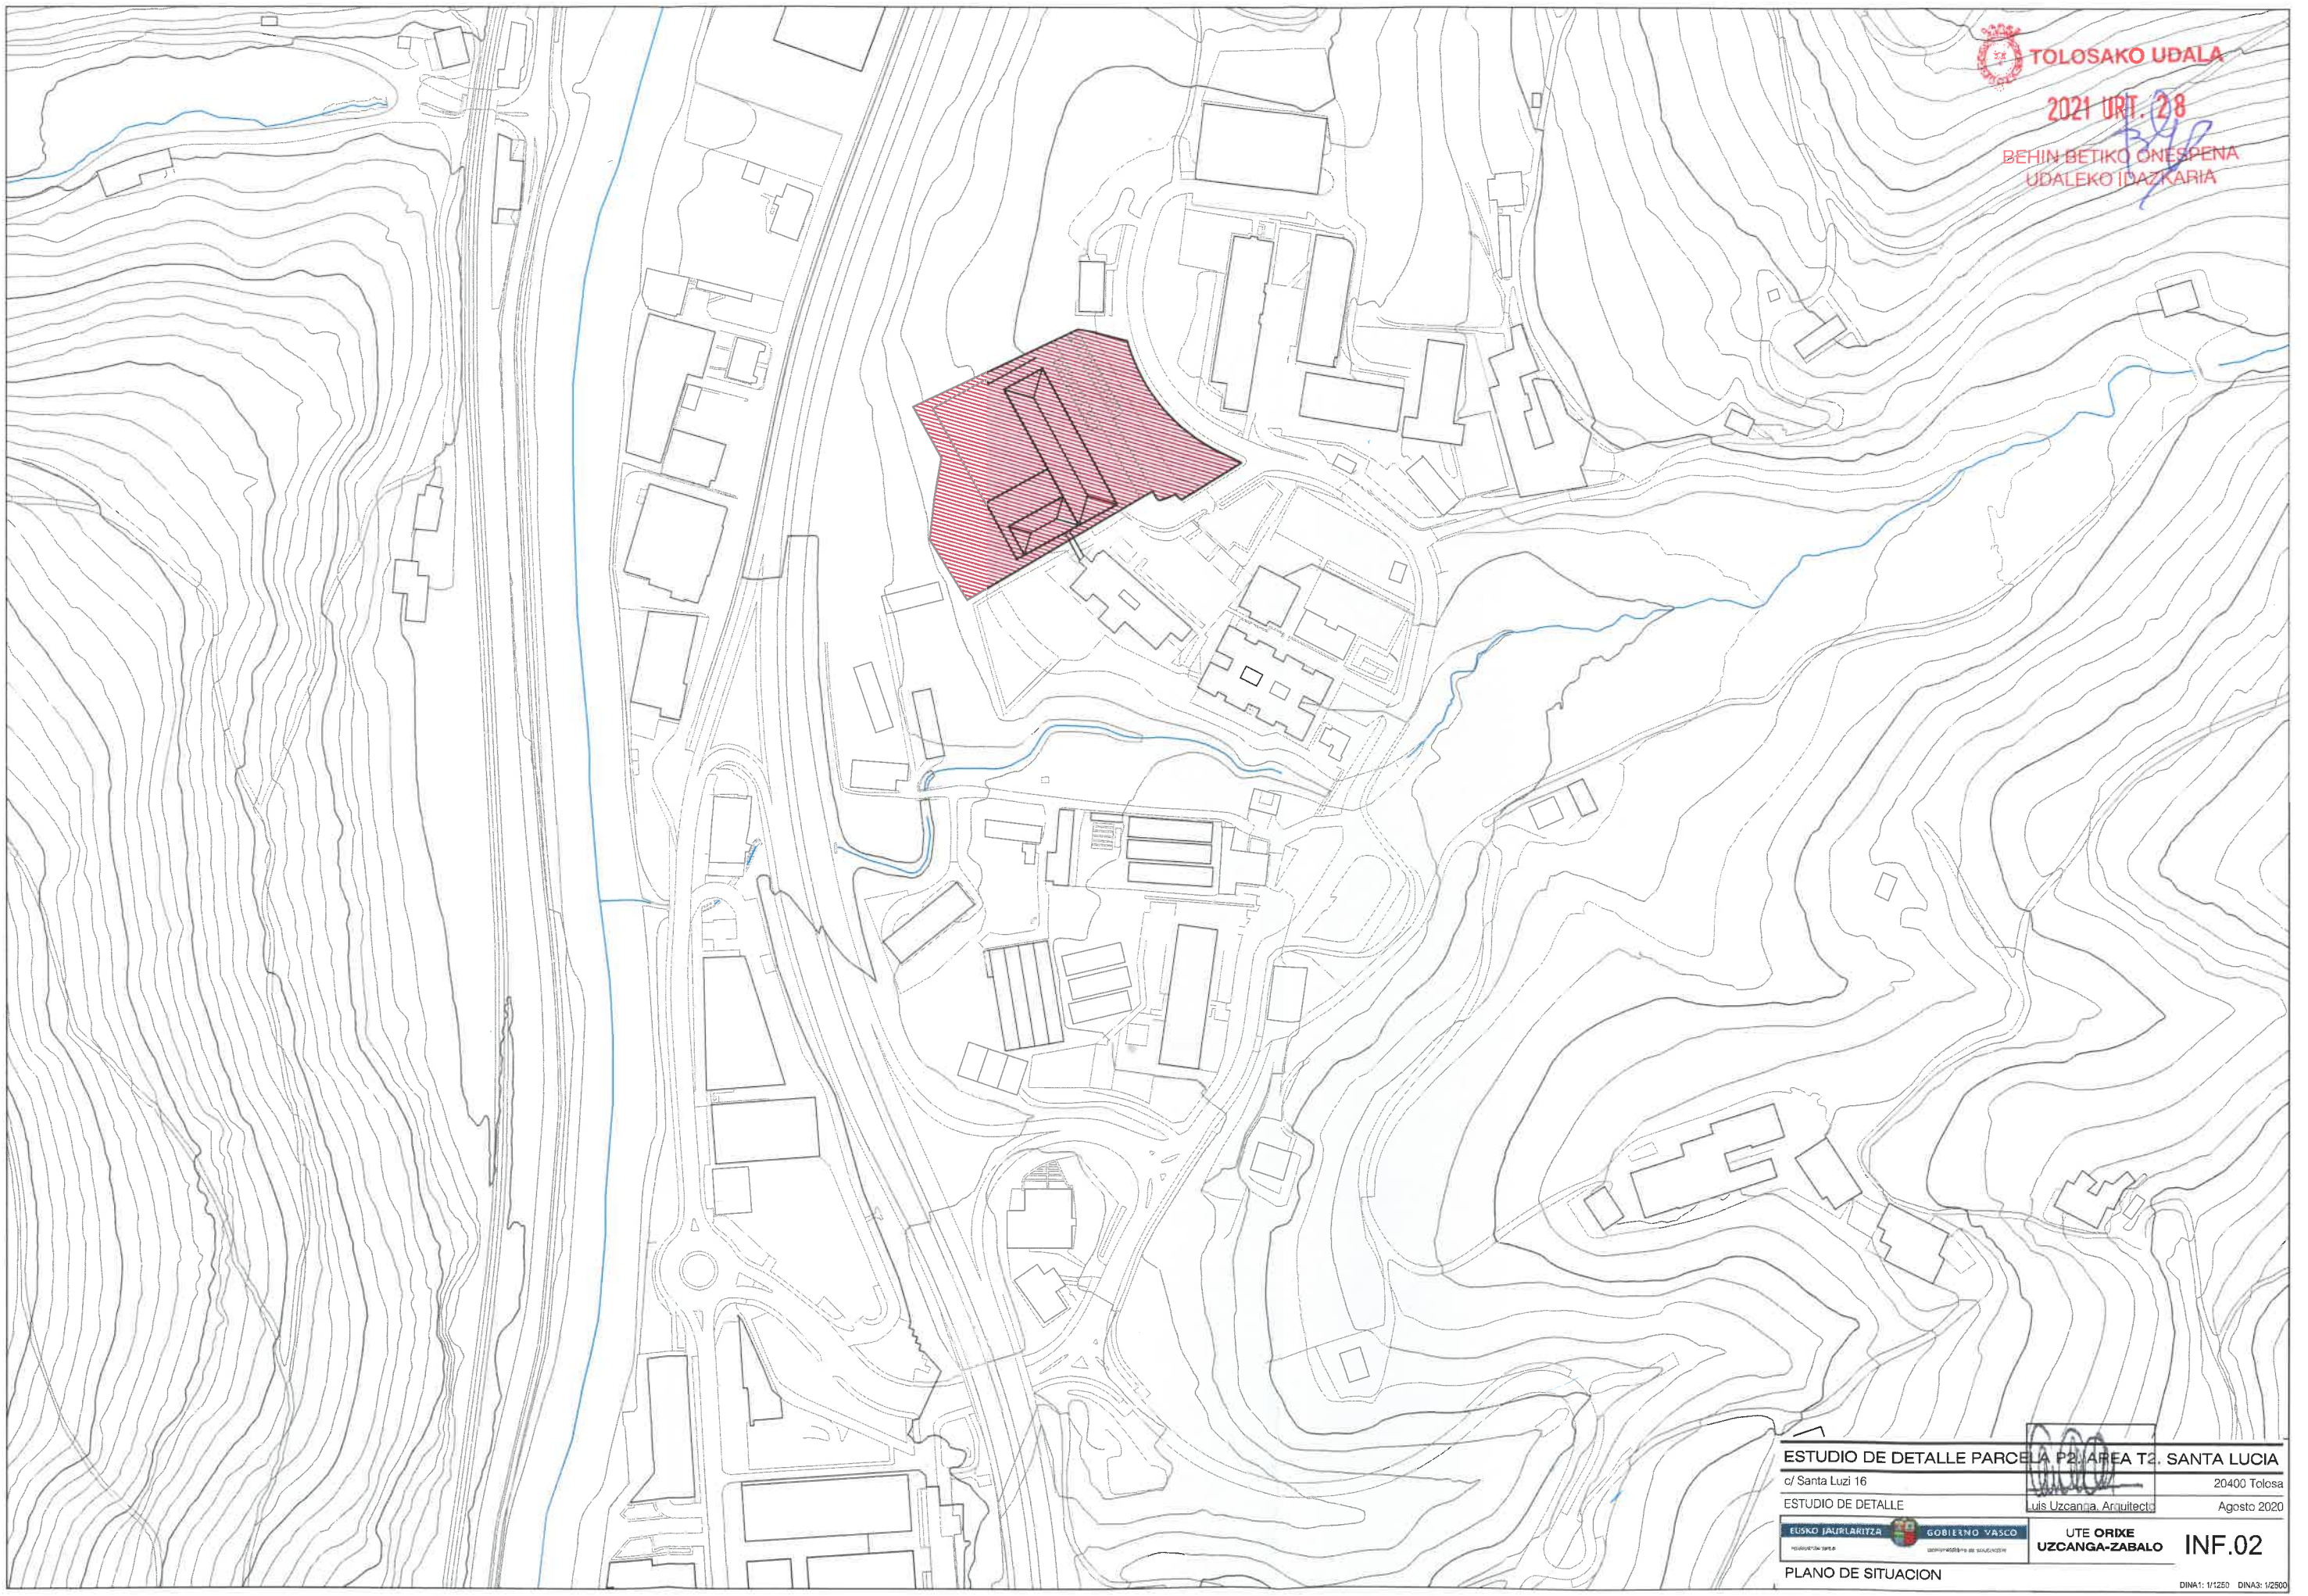 TOLOSAKO UDALA
2021 URT. 28
BEHIN BETIKO ONESPENA
UDALEKO IDAZKARIA
ESTUDIO DE DETALLE PARCELA P2. AREA T2. SANTA LUCIA
c/ Santa Luzi 16
20400 Tolosa
ESTUDIO DE DETALLE
Luis Uzcanga. Arquitecto
Agosto 2020
EUSKO JAURLARITZA
GOBIERNO VASCO
UTE ORIXE
UZCANGA-ZABALO
INF.02
PLANO DE SITUACION
DINA1: 1/1250 DINA3: 1/2500